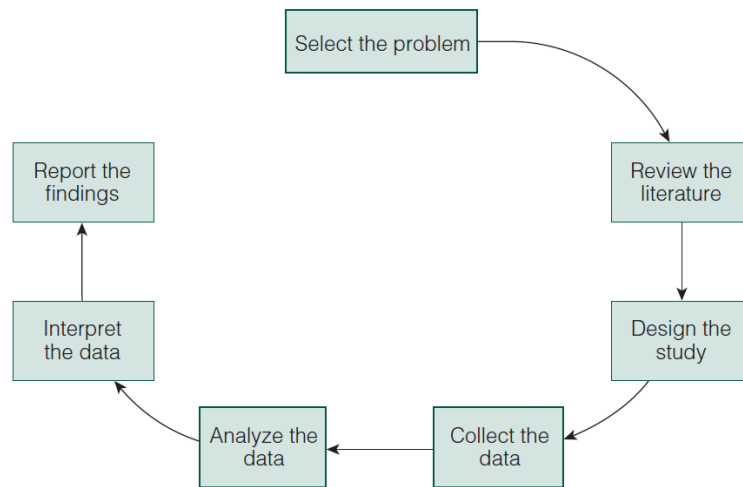 Select the problem
Review the
literature
Design the
study
Collect the
data
Analyze the
data
Interpret
the data
Report the
findings